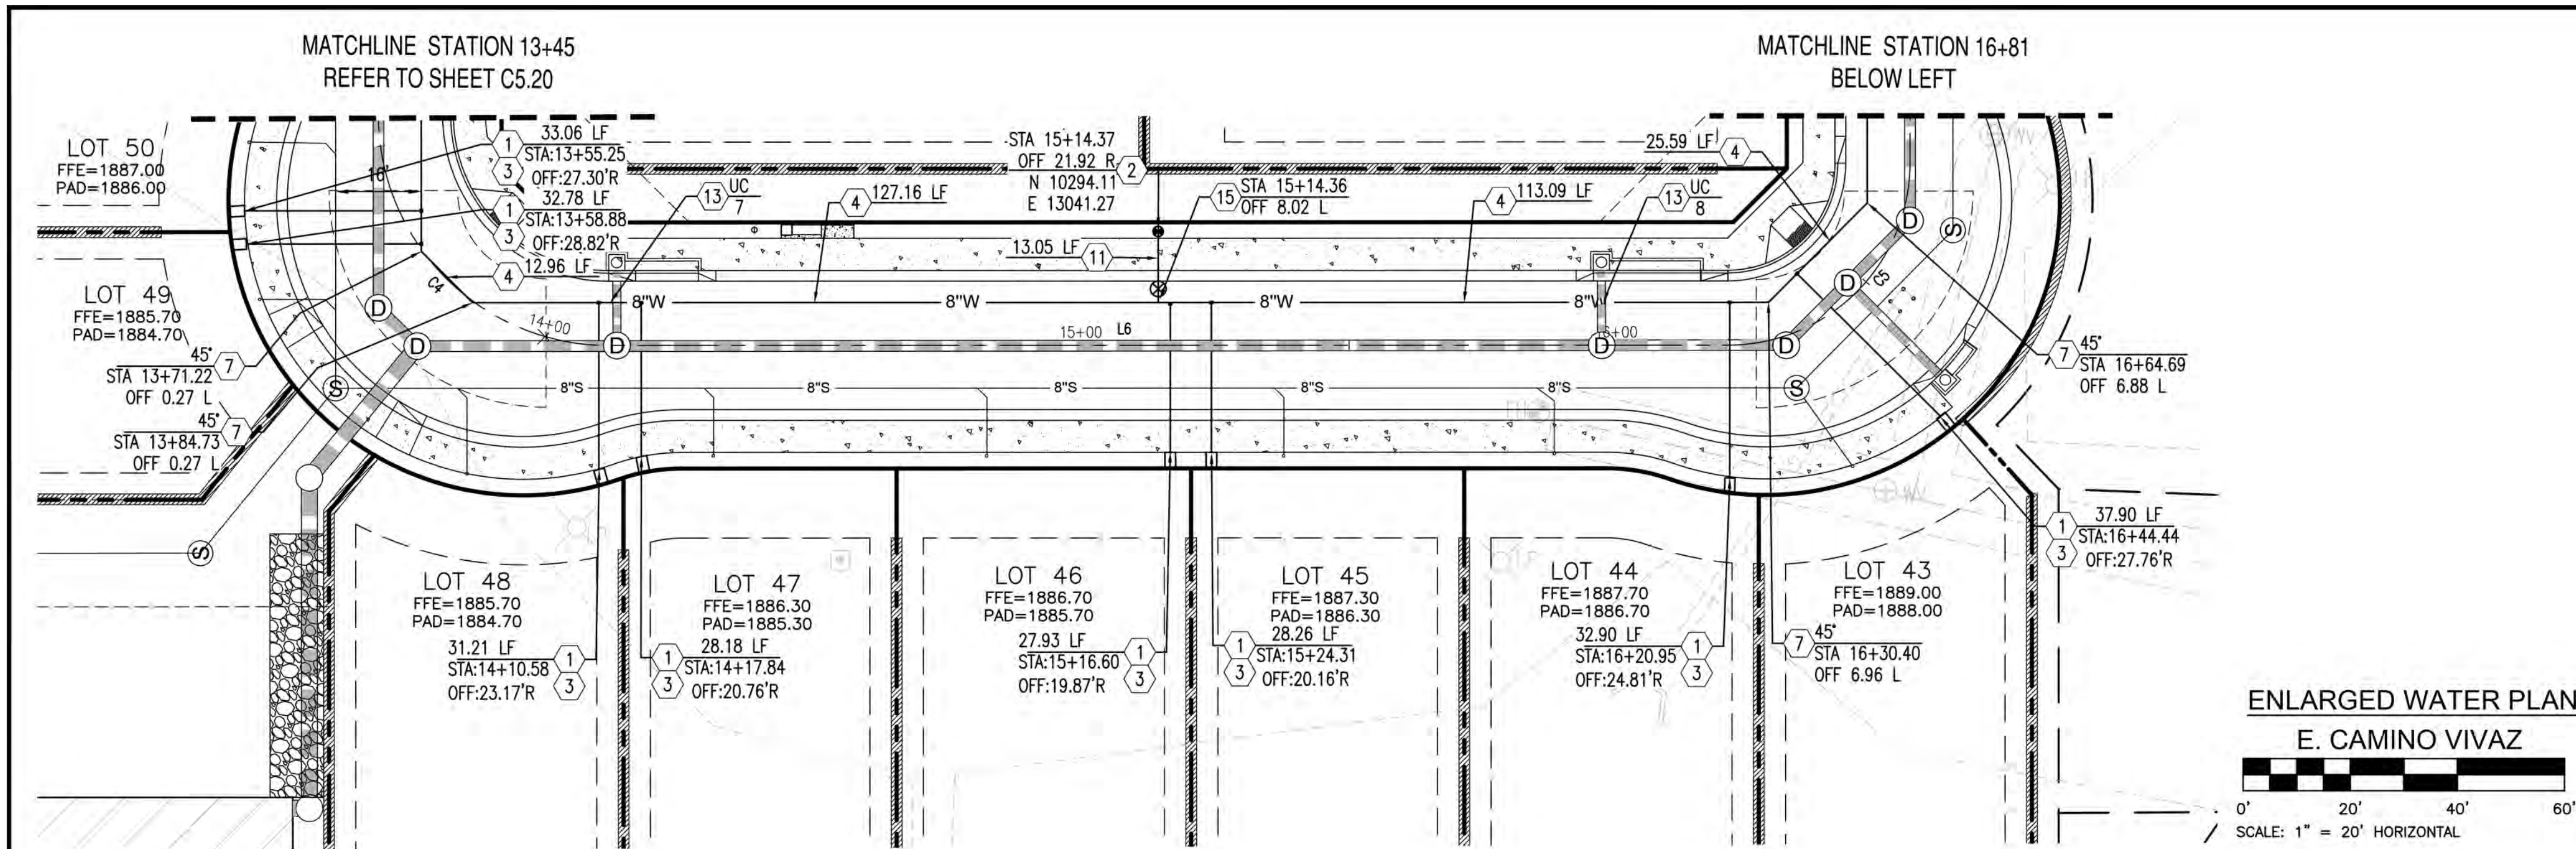 MATCHLINE STATION 13+45
REFER TO SHEET C5.20
MATCHLINE STATION 16+81
BELOW LEFT
LOT 50
FFE=1887.00
PAD=1886.00
16'
1
33.06 LF
STA:13+55.25
3
OFF:27.30'R
1
32.78 LF
STA:13+58.88
3
OFF:28.82'R
4
12.96 LF
13
UC
7
4
127.16 LF
STA 15+14.37
OFF 21.92 R
2
N 10294.11
E 13041.27
15
STA 15+14.36
OFF 8.02 L
13.05 LF
11
4
113.09 LF
13
UC
8
25.59 LF
4
LOT 49
FFE=1885.70
PAD=1884.70
C4
C5
D
D
D
D
D
D
D
S
S
S
S
8"W
8"W
8"W
8"W
14+00
15+00
L6
6+00
8"S
8"S
8"S
8"S
8"S
45°
7
STA 13+71.22
OFF 0.27 L
45°
7
STA 13+84.73
OFF 0.27 L
7
45°
STA 16+64.69
OFF 6.88 L
WV
WV
1
37.90 LF
STA:16+44.44
3
OFF:27.76'R
LOT 48
FFE=1885.70
PAD=1884.70
31.21 LF
1
STA:14+10.58
3
OFF:23.17'R
LOT 47
FFE=1886.30
PAD=1885.30
1
28.18 LF
STA:14+17.84
3
OFF:20.76'R
LOT 46
FFE=1886.70
PAD=1885.70
27.93 LF
1
STA:15+16.60
3
OFF:19.87'R
LOT 45
FFE=1887.30
PAD=1886.30
1
28.26 LF
STA:15+24.31
3
OFF:20.16'R
LOT 44
FFE=1887.70
PAD=1886.70
32.90 LF
1
STA:16+20.95
3
OFF:24.81'R
LOT 43
FFE=1889.00
PAD=1888.00
7
45°
STA 16+30.40
OFF 6.96 L
ENLARGED WATER PLAN
E. CAMINO VIVAZ
0' 20' 40' 60'
SCALE: 1" = 20' HORIZONTAL